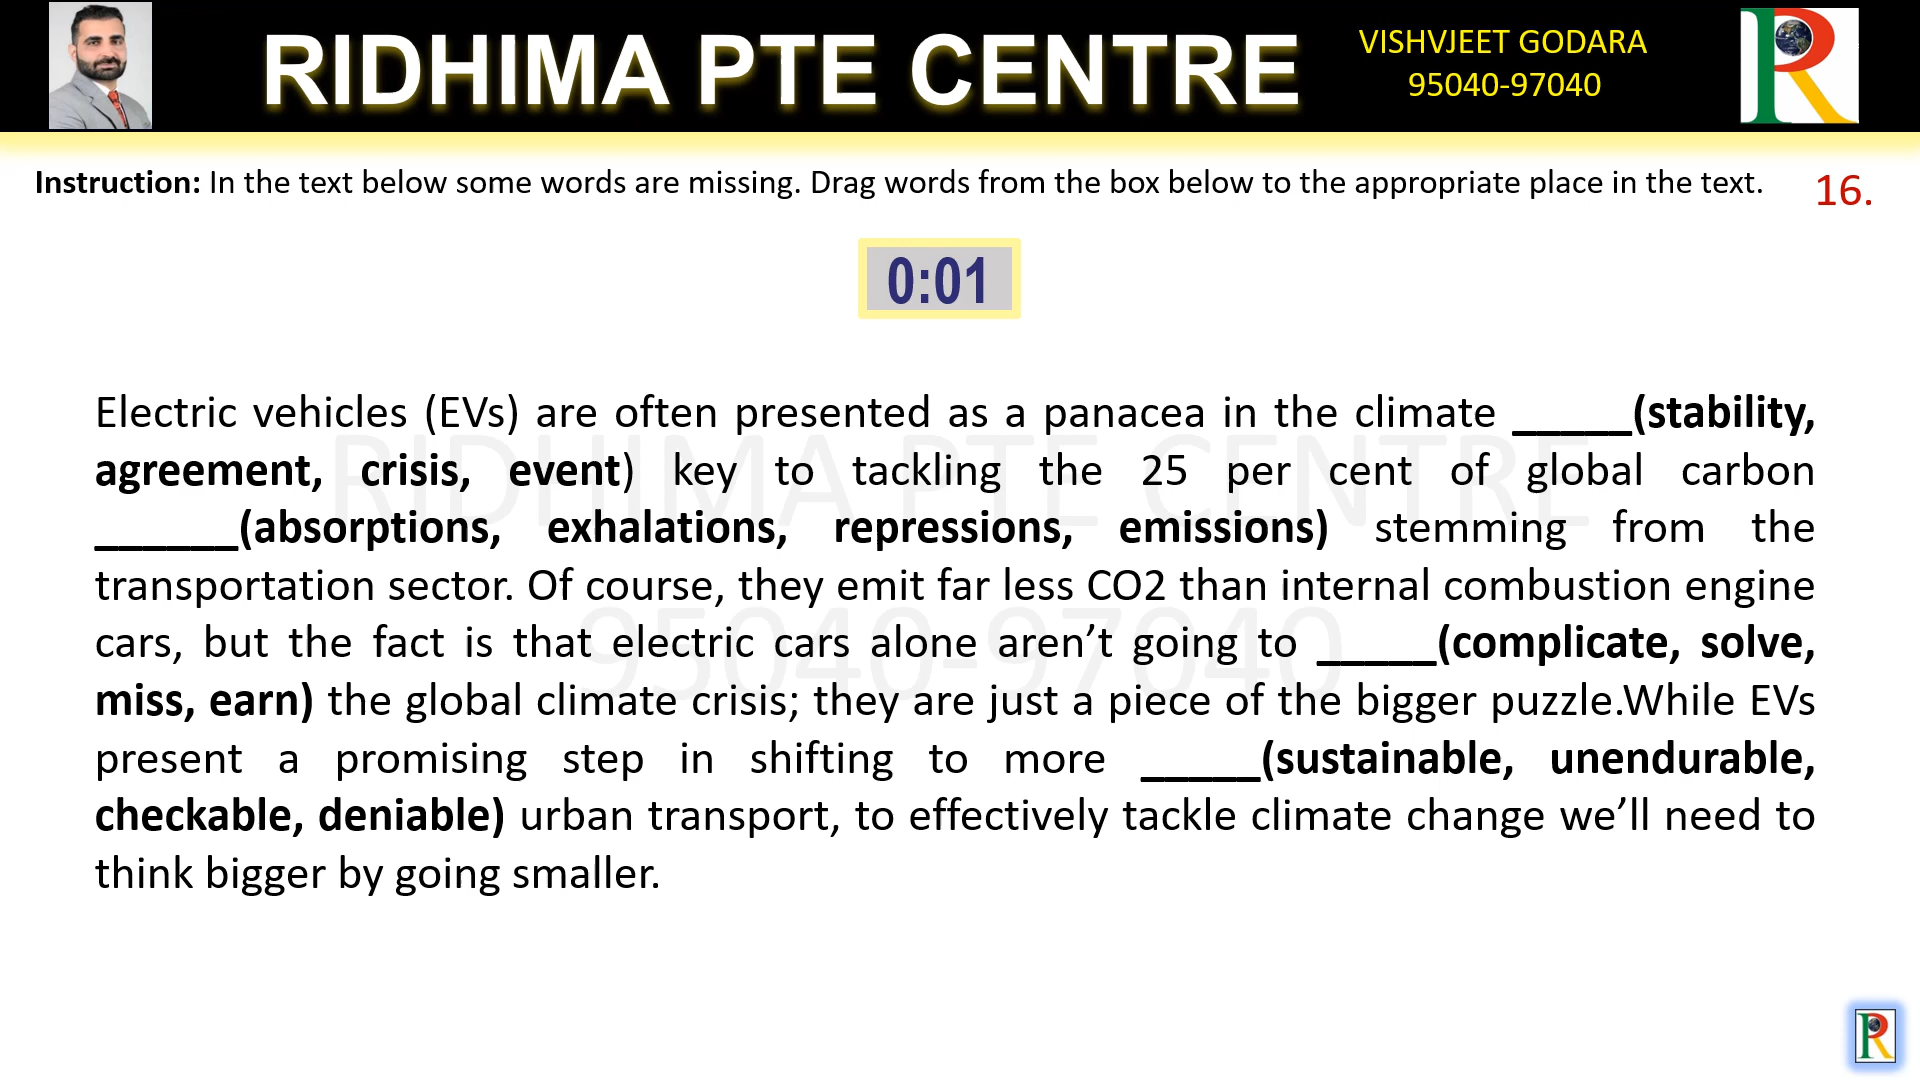 RIDHIMA PTE CENTRE
VISHVJEET GODARA
95040-97040
R
Instruction: In the text below some words are missing. Drag words from the box below to the appropriate place in the text.
16.
0:01
RIDHIMA PTE CENTRE
95040-97040
Electric vehicles (EVs) are often presented as a panacea in the climate _____(stability,
agreement, crisis, event) key to tackling the 25 per cent of global carbon
______(absorptions, exhalations, repressions, emissions) stemming from the
transportation sector. Of course, they emit far less CO2 than internal combustion engine
cars, but the fact is that electric cars alone aren’t going to _____(complicate, solve,
miss, earn) the global climate crisis; they are just a piece of the bigger puzzle.While EVs
present a promising step in shifting to more _____(sustainable, unendurable,
checkable, deniable) urban transport, to effectively tackle climate change we’ll need to
think bigger by going smaller.
R